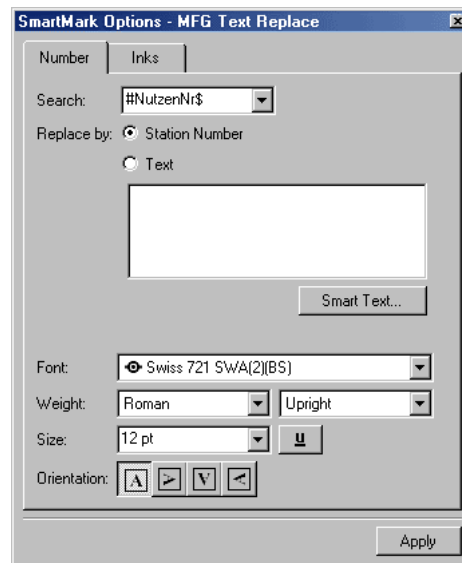 SmartMark Options - MFG Text Replace
Number Inks
Search: #NutzenNr$
Replace by: Station Number
Text
Smart Text...
Font: Swiss 721 SWA(2)(BS)
Weight: Roman Upright
Size: 12 pt u
Orientation: A A A A
Apply